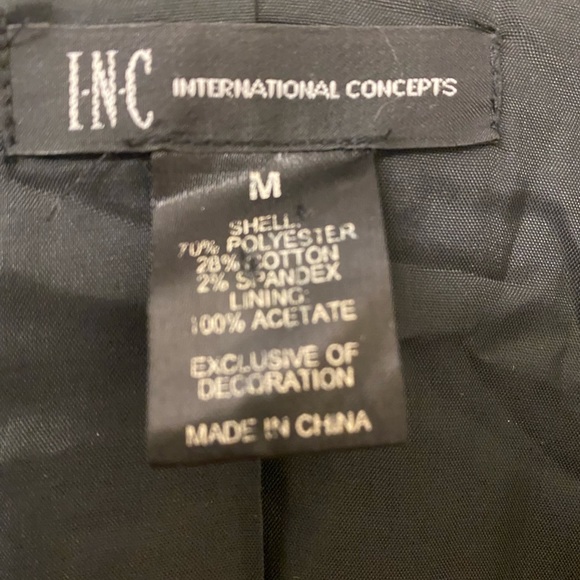 I·N·C INTERNATIONAL CONCEPTS
M
SHELL:
70% POLYESTER
28% COTTON
2% SPANDEX
LINING:
100% ACETATE
EXCLUSIVE OF
DECORATION
MADE IN CHINA